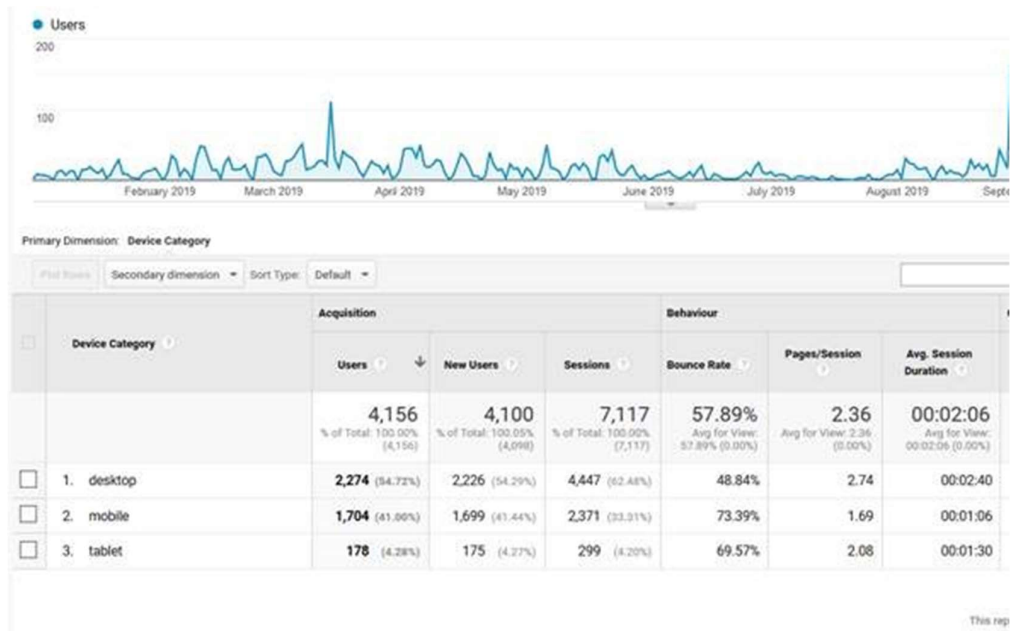 Users
200
100
February 2019 March 2019 April 2019 May 2019 June 2019 July 2019 August 2019 Septe
Primary Dimension: Device Category
Plot Rows Secondary dimension Sort Type: Default
Acquisition Behaviour
Device Category Users New Users Sessions Bounce Rate Pages/Session Avg. Session Duration
4,156 4,100 7,117 57.89% 2.36 00:02:06
% of Total: 100.00% % of Total: 100.05% % of Total: 100.00% Avg for View: Avg for View: 2.36 Avg for View:
(4,156) (4,098) (7,117) 57.89% (0.00%) (0.00%) 00:02:06 (0.00%)
1. desktop 2,274 (54.72%) 2,226 (54.29%) 4,447 (62.48%) 48.84% 2.74 00:02:40
2. mobile 1,704 (41.00%) 1,699 (41.44%) 2,371 (33.31%) 73.39% 1.69 00:01:06
3. tablet 178 (4.28%) 175 (4.27%) 299 (4.20%) 69.57% 2.08 00:01:30
This rep